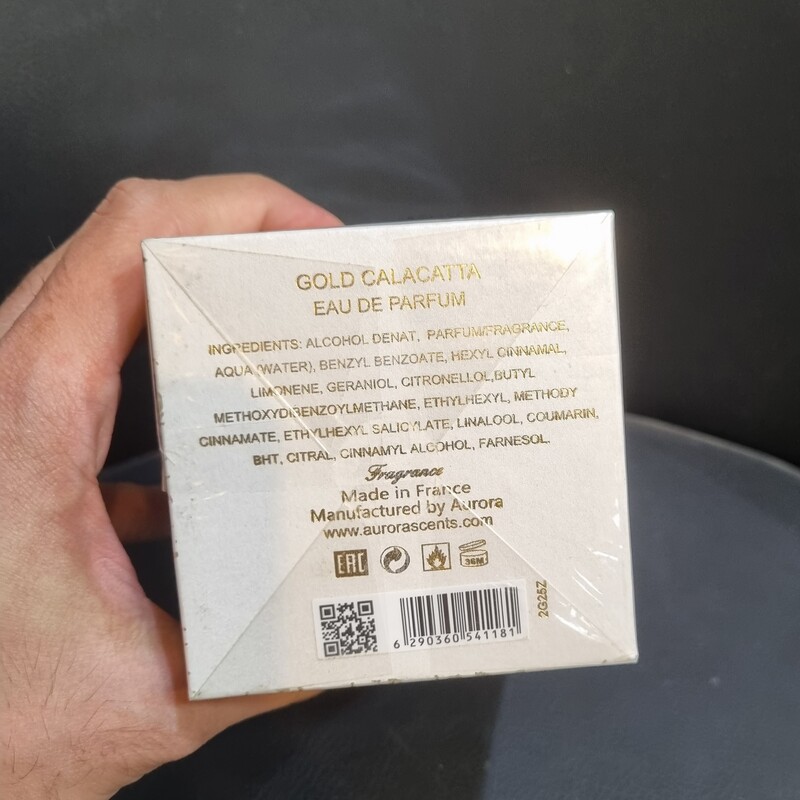 GOLD CALACATTA
EAU DE PARFUM
INGREDIENTS: ALCOHOL DENAT, PARFUM/FRAGRANCE,
AQUA (WATER), BENZYL BENZOATE, HEXYL CINNAMAL,
LIMONENE, GERANIOL, CITRONELLOL,BUTYL
METHOXYDIBENZOYLMETHANE, ETHYLHEXYL, METHODY
CINNAMATE, ETHYLHEXYL SALICYLATE, LINALOOL, COUMARIN,
BHT, CITRAL, CINNAMYL ALCOHOL, FARNESOL.
Fragrance
Made in France
Manufactured by Aurora
www.aurorascents.com
EAC
36M
6 290360 541181
2G25Z